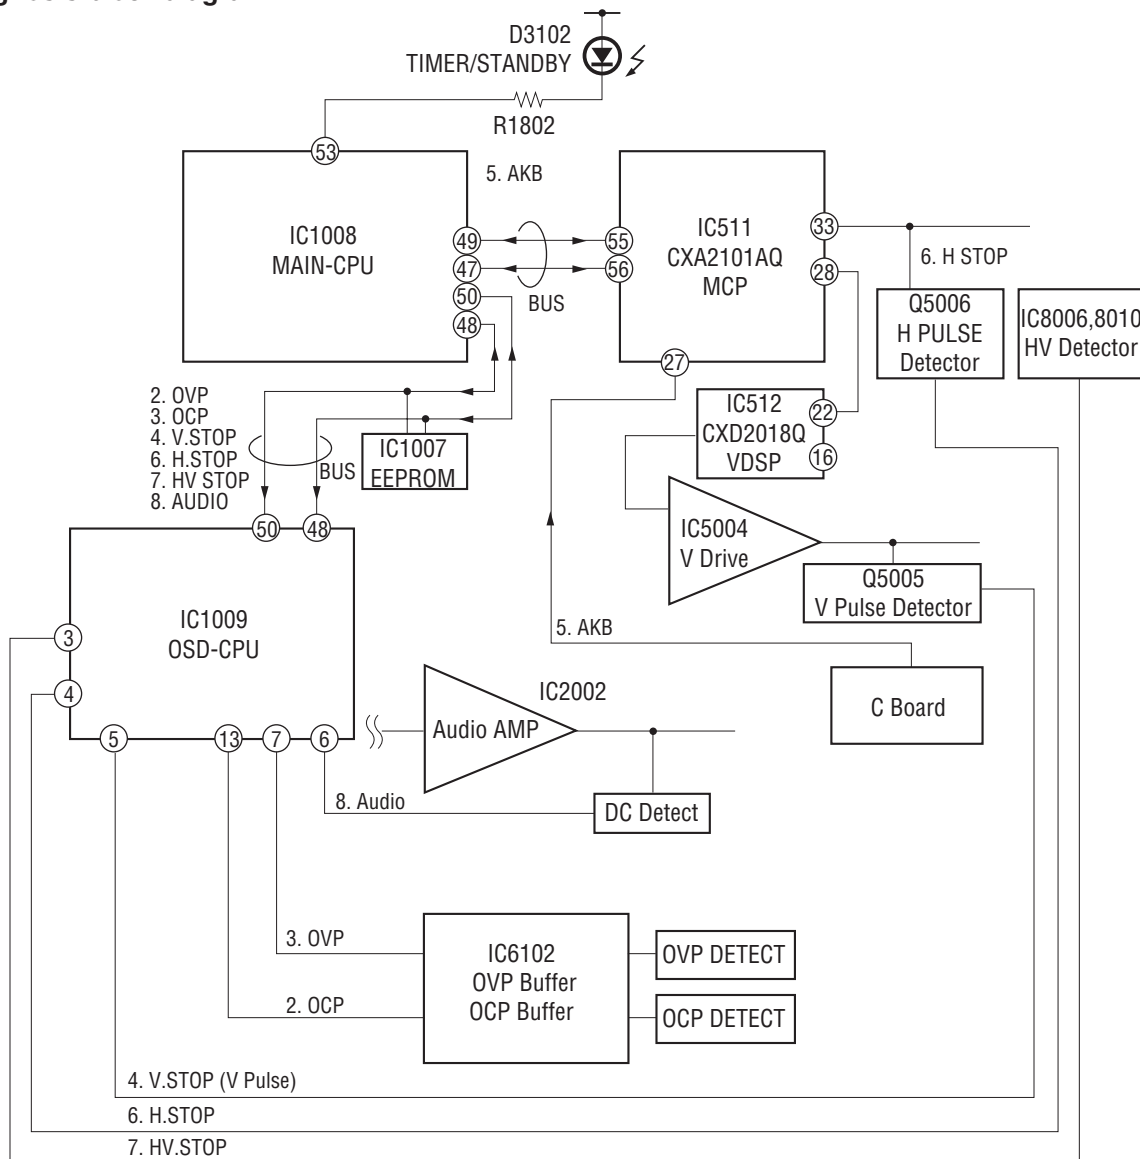 D3102
TIMER/STANDBY
R1802
53
5. AKB
IC1008
MAIN-CPU
49
47
50
48
BUS
55
56
IC511
CXA2101AQ
MCP
33
28
27
6. H STOP
Q5006
H PULSE
Detector
IC8006,8010
HV Detector
2. OVP
3. OCP
4. V.STOP
6. H.STOP
7. HV STOP
8. AUDIO
BUS
IC1007
EEPROM
IC512
CXD2018Q
VDSP
22
16
IC5004
V Drive
Q5005
V Pulse Detector
50
48
IC1009
OSD-CPU
3
4
5
13
7
6
5. AKB
C Board
IC2002
Audio AMP
8. Audio
DC Detect
3. OVP
2. OCP
IC6102
OVP Buffer
OCP Buffer
OVP DETECT
OCP DETECT
4. V.STOP (V Pulse)
6. H.STOP
7. HV.STOP